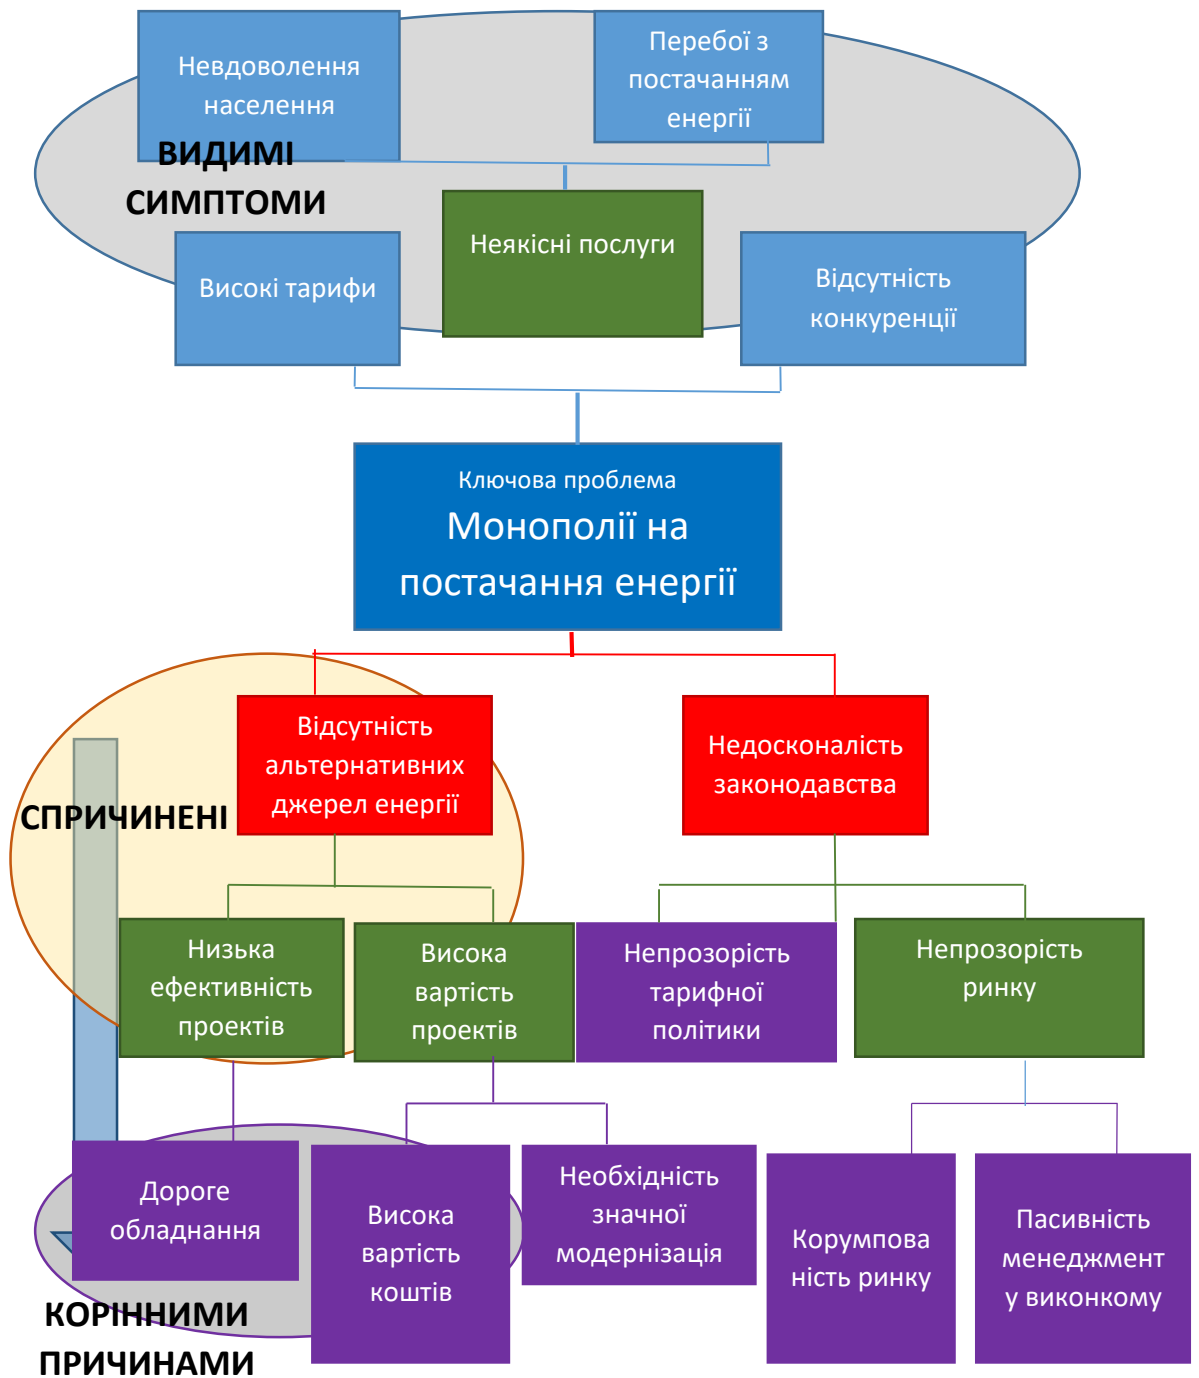 Невдоволення
населення
Перебої з
постачанням
енергії
ВИДИМІ
СИМПТОМИ
Неякісні послуги
Високі тарифи
Відсутність
конкуренції
Ключова проблема
Монополії на
постачання енергії
Відсутність
альтернативних
джерел енергії
Недосконалість
законодавства
СПРИЧИНЕНІ
Низька
ефективність
проектів
Висока
вартість
проектів
Непрозорість
тарифної
політики
Непрозорість
ринку
Дороге
обладнання
Висока
вартість
коштів
Необхідність
значної
модернізація
Корумпова
ність ринку
Пасивність
менеджмент
у виконкому
КОРІННИМИ
ПРИЧИНАМИ